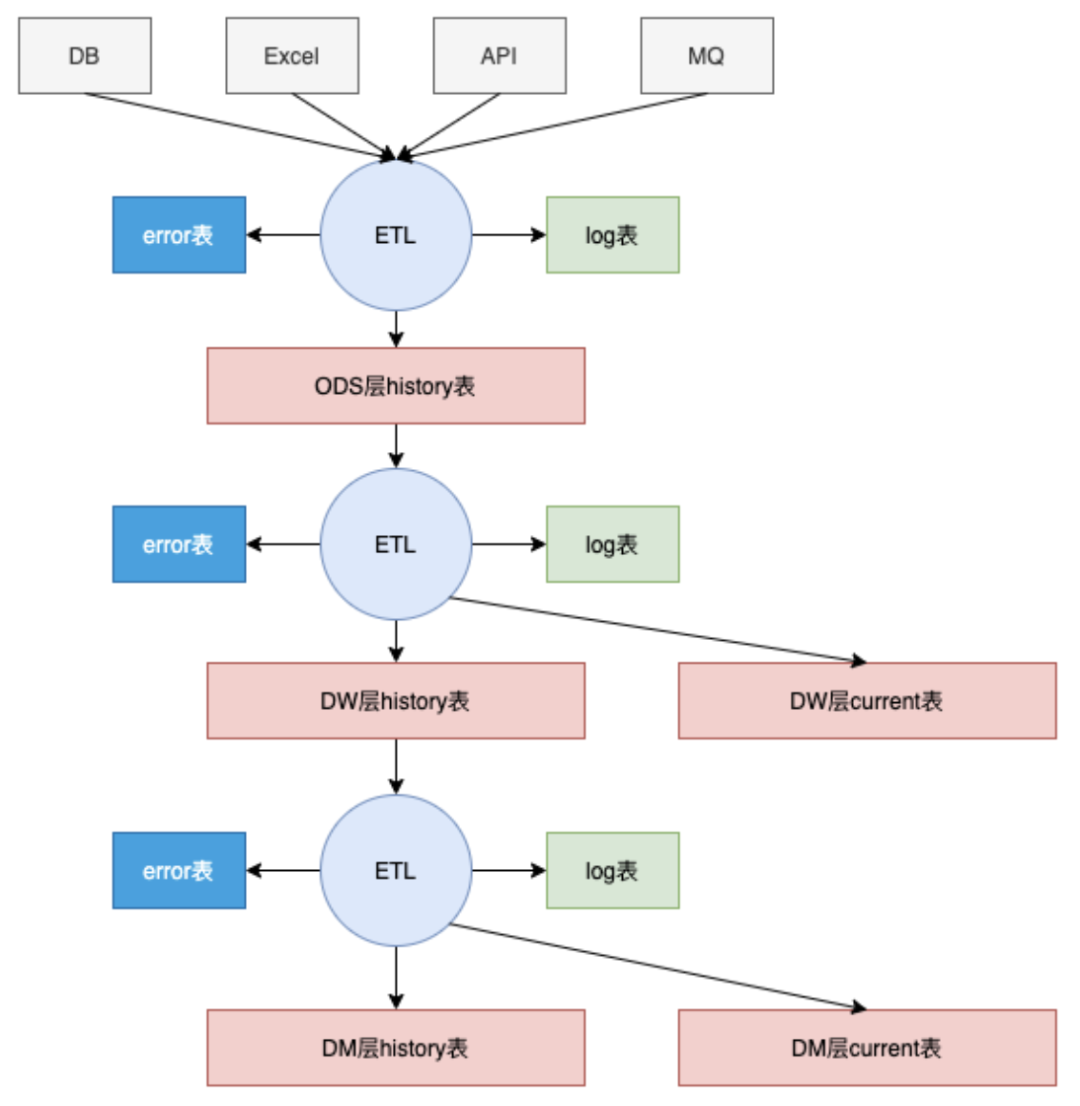 DB
Excel
API
MQ
error表
ETL
log表
ODS层history表
error表
ETL
log表
DW层history表
DW层current表
error表
ETL
log表
DM层history表
DM层current表